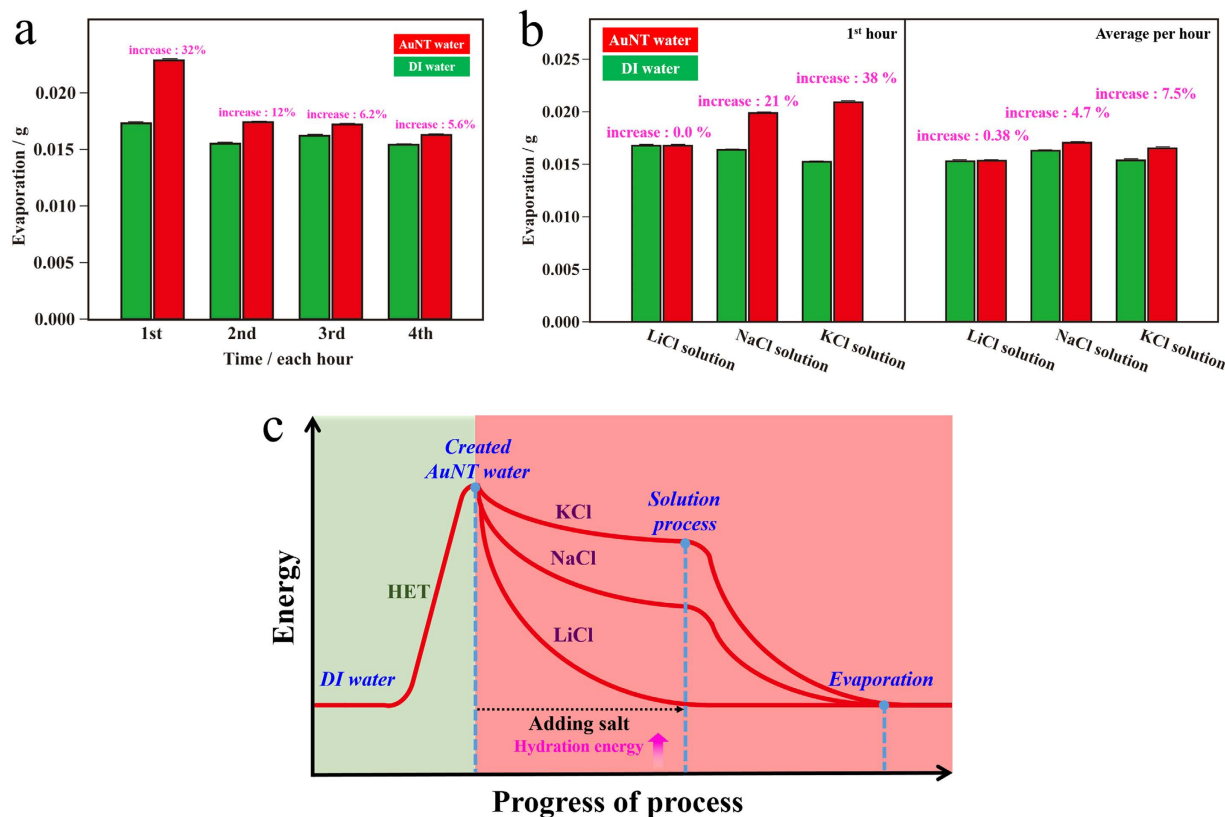 a
increase : 32%
increase : 12%
increase : 6.2%
increase : 5.6%
AuNT water
DI water
Evaporation / g
0.020
0.015
0.010
0.005
0.000
1st
2nd
3rd
4th
Time / each hour
b
AuNT water
DI water
1st hour
Average per hour
increase : 0.0 %
increase : 21 %
increase : 38 %
increase : 0.38 %
increase : 4.7 %
increase : 7.5%
Evaporation / g
0.025
0.020
0.015
0.010
0.005
0.000
LiCl solution
NaCl solution
KCl solution
LiCl solution
NaCl solution
KCl solution
c
Created
AuNT water
Solution
process
KCl
NaCl
HET
LiCl
DI water
Evaporation
Adding salt
Hydration energy
Energy
Progress of process